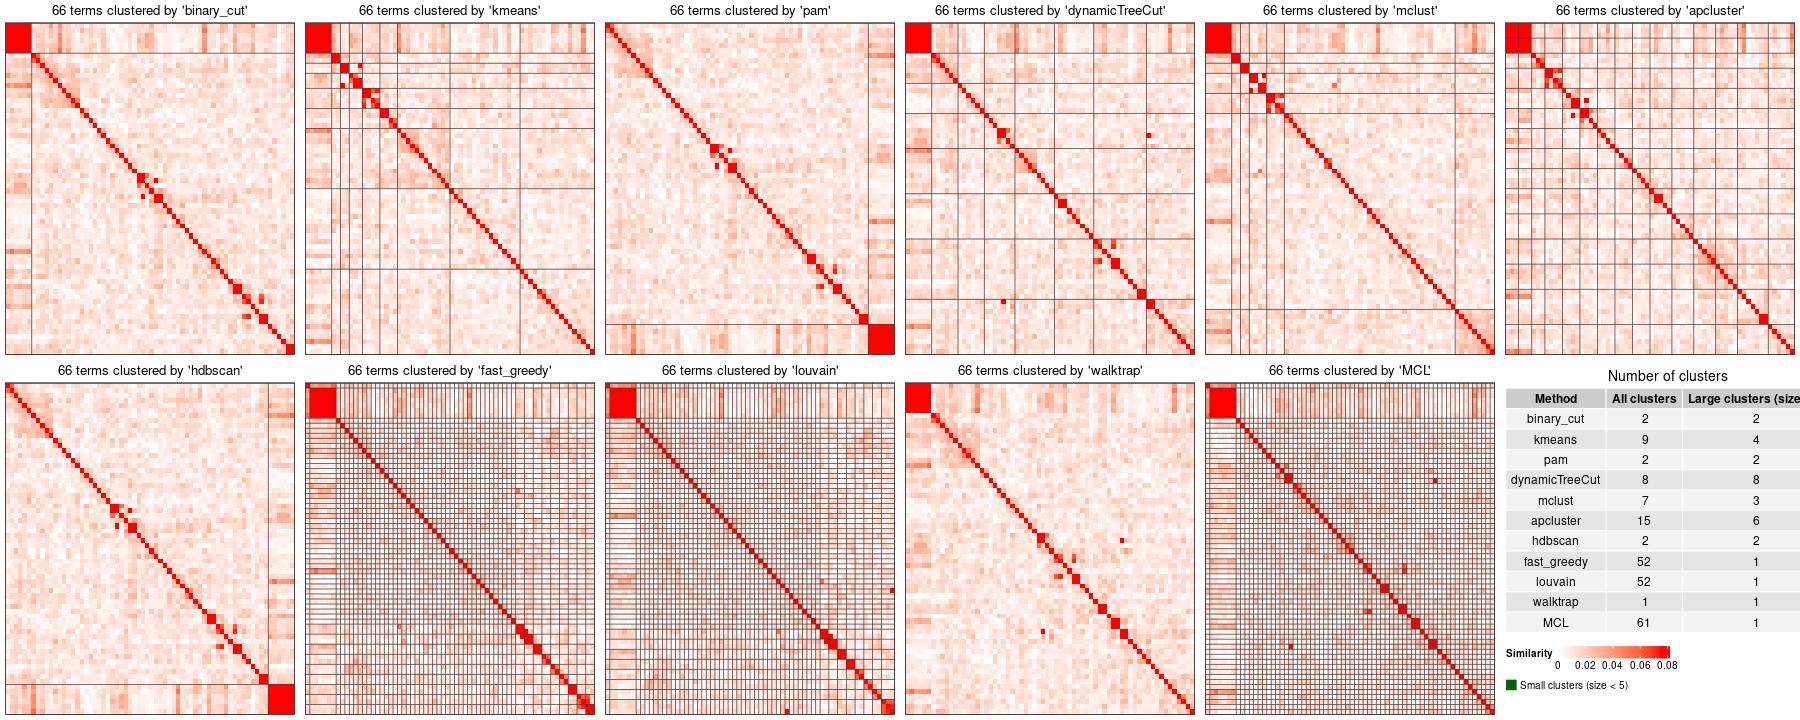 66 terms clustered by 'binary_cut'
66 terms clustered by 'kmeans'
66 terms clustered by 'pam'
66 terms clustered by 'dynamicTreeCut'
66 terms clustered by 'mclust'
66 terms clustered by 'apcluster'
66 terms clustered by 'hdbscan'
66 terms clustered by 'fast_greedy'
66 terms clustered by 'louvain'
66 terms clustered by 'walktrap'
66 terms clustered by 'MCL'
Number of clusters
Method All clusters Large clusters (size
binary_cut 2 2
kmeans 9 4
pam 2 2
dynamicTreeCut 8 8
mclust 7 3
apcluster 15 6
hdbscan 2 2
fast_greedy 52 1
louvain 52 1
walktrap 1 1
MCL 61 1
Similarity
0 0.02 0.04 0.06 0.08
Small clusters (size < 5)